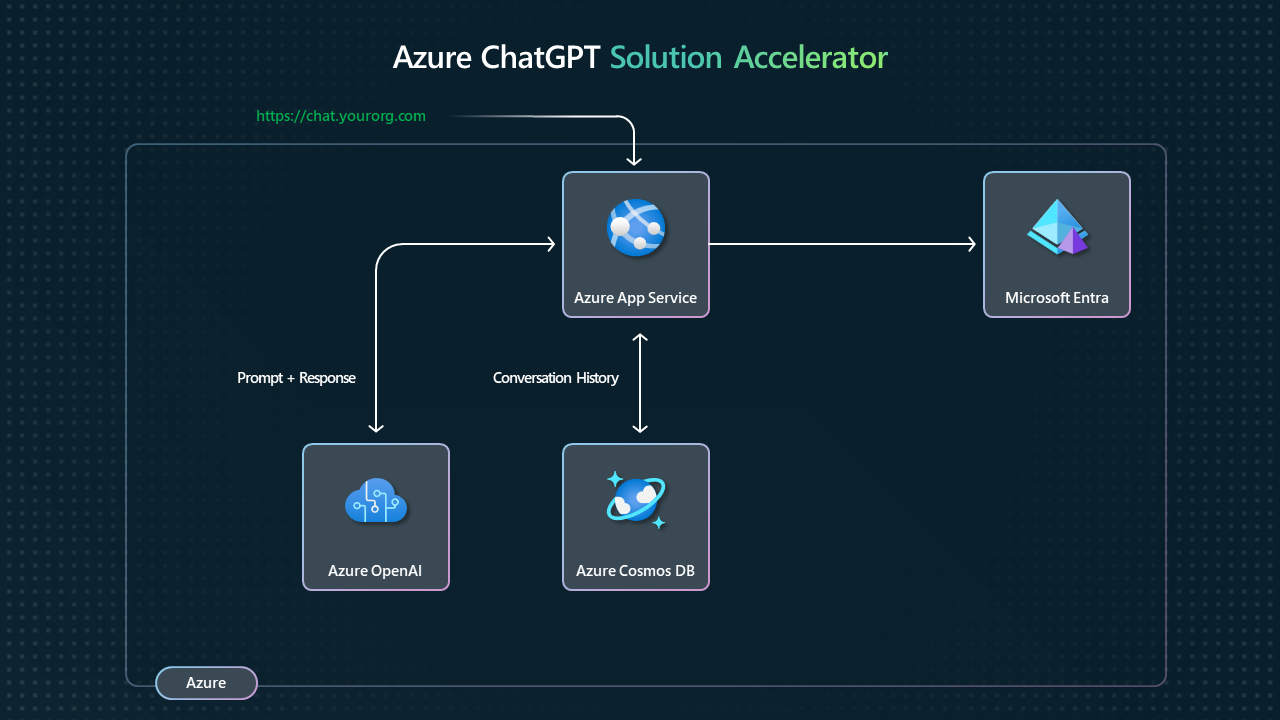 Azure ChatGPT Solution Accelerator
https://chat.yourorg.com
Azure App Service
Microsoft Entra
Prompt + Response
Conversation History
Azure OpenAI
Azure Cosmos DB
Azure